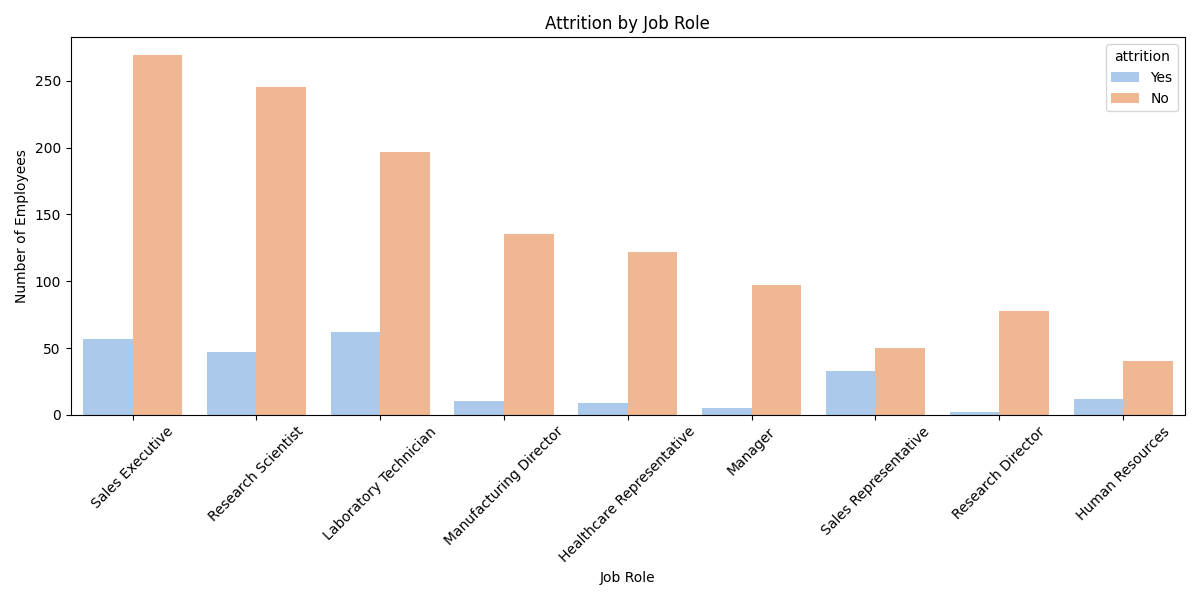 Attrition by Job Role
attrition
Yes
No
Number of Employees
250
200
150
100
50
0
Sales Executive
Research Scientist
Laboratory Technician
Manufacturing Director
Healthcare Representative
Manager
Sales Representative
Research Director
Human Resources
Job Role